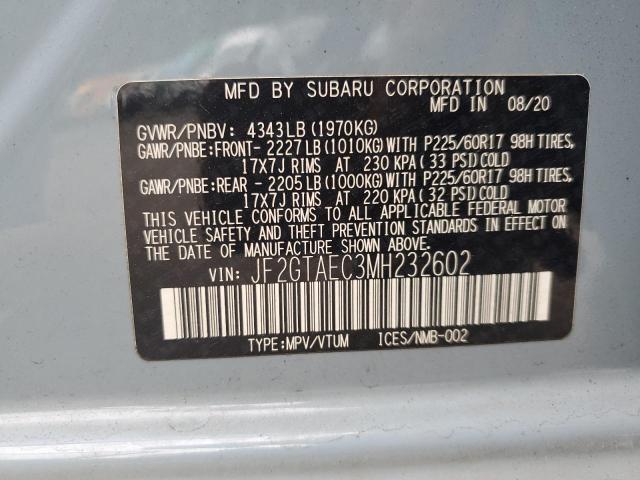 MFD BY SUBARU CORPORATION
MFD IN 08/20
GVWR/PNBV: 4343LB(1970KG)
GAWR/PNBE:FRONT-2227LB(1010KG)WITH P225/60R17 98H TIRES,
17X7J RIMS AT 230 KPA(33 PSI)COLD
GAWR/PNBE:REAR -2205LB(1000KG)WITH P225/60R17 98H TIRES,
17X7J RIMS AT 220 KPA(32 PSI)COLD
THIS VEHICLE CONFORMS TO ALL APPLICABLE FEDERAL MOTOR
VEHICLE SAFETY AND THEFT PREVENTION STANDARDS IN EFFECT ON
THE DATE OF MANUFACTURE SHOWN ABOVE.
VIN: JF2GTAEC3MH232602
TYPE:MPV/VTUM ICES/NMB-002